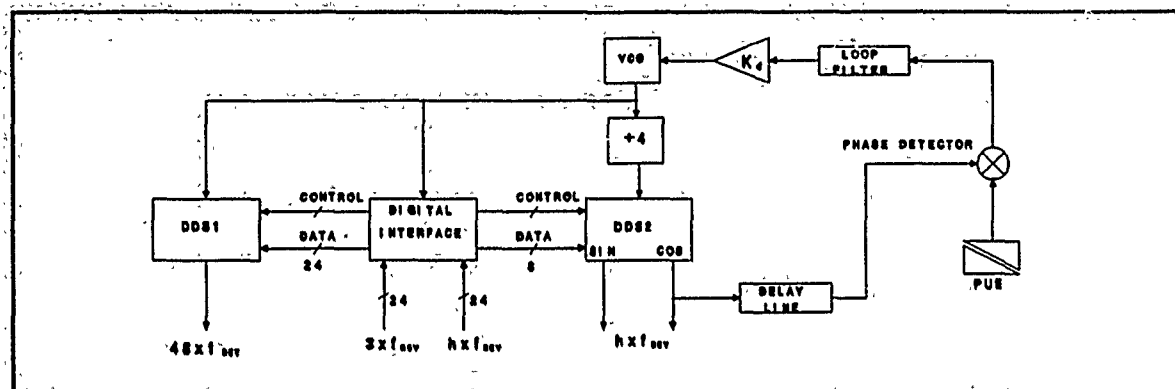 VCO
K d
LOOP
FILTER
÷4
PHASE DETECTOR
DDS1
CONTROL
DATA
24
DIGITAL
INTERFACE
CONTROL
DATA
8
DDS2
SIN
COS
PUE
24
24
DELAY
LINE
3xf
hxf
hxf